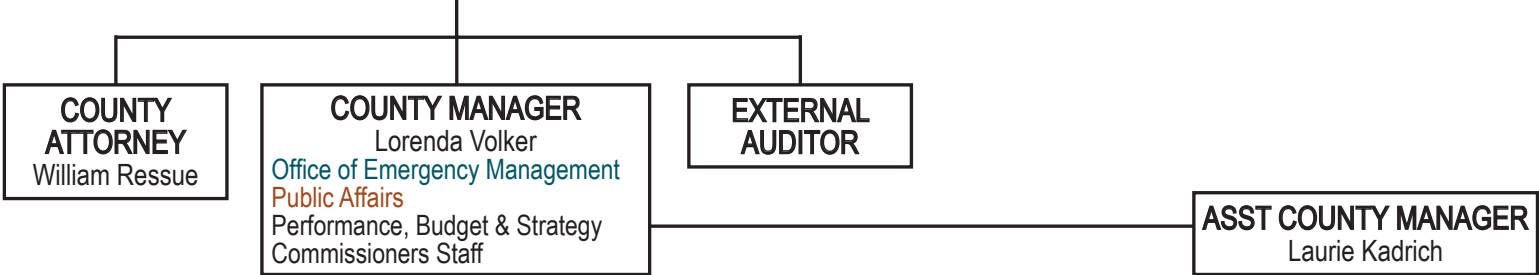 COUNTY
ATTORNEY
William Ressue
COUNTY MANAGER
Lorenda Volker
Office of Emergency Management
Public Affairs
Performance, Budget & Strategy
Commissioners Staff
EXTERNAL
AUDITOR
ASST COUNTY MANAGER
Laurie Kadrich